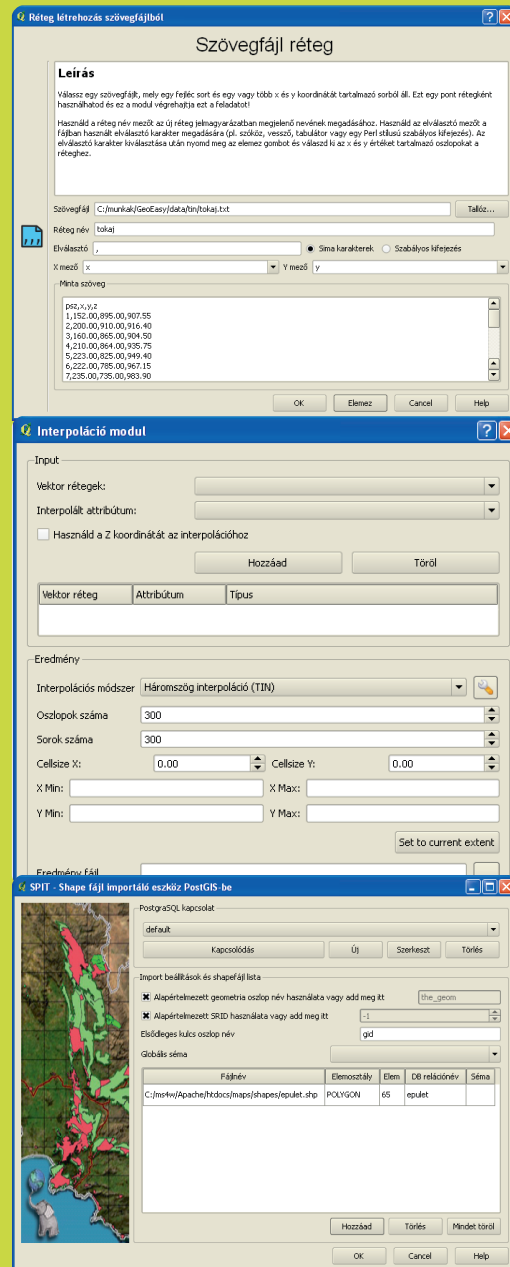 Réteg létrehozás szövegfájlból
Szövegfájl réteg
Leírás
Válassz egy szövegfájlt, mely egy fejléc sort és egy vagy több x és y koordinátát tartalmazó sorból áll. Ezt egy pont rétegként
használhatod és ez a modul végrehajtja ezt a feladatot!
Használd a réteg név mezőt az új réteg jelmagyarázatban megjelenő nevének megadásához. Használd az elválasztó mezőt a
fájlban használt elválasztó karakter megadására (pl. szóköz, vessző, tabulátor vagy egy Perl stílusú szabályos kifejezés). Az
elválasztó karakter kiválasztása után nyomd meg az elemez gombot és válaszd ki az x és y értéket tartalmazó oszlopokat a
réteghez.
Szövegfájl C:/munkak/GeoEasy/data/tin/tokaj.txt Tallóz...
Réteg név tokaj
Elválasztó , Sima karakterek Szabályos kifejezés
X mező x Y mező y
Minta szöveg
psz,x,y,z
1,152.00,895.00,907.55
2,200.00,910.00,916.40
3,160.00,865.00,904.50
4,210.00,864.00,935.75
5,223.00,825.00,949.40
6,222.00,785.00,967.15
7,235.00,735.00,983.90
OK Elemez Cancel Help
Interpoláció modul
Input
Vektor rétegek:
Interpolált attribútum:
Használd a Z koordinátát az interpolációhoz
Hozzáad Töröl
Vektor réteg Attribútum Típus
Eredmény
Interpolációs módszer Háromszög interpoláció (TIN)
Oszlopok száma 300
Sorok száma 300
Cellsize X: 0.00 Cellsize Y: 0.00
X Min: X Max:
Y Min: Y Max:
Set to current extent
Eredmény fájl
SPIT - Shape fájl importáló eszköz PostGIS-be
PostgraSQL kapcsolat
default
Kapcsolódás Új Szerkeszt Törlés
Import beállítások és shapefájl lista
Alapértelmezett geometria oszlop név használata vagy add meg itt the_geom
Alapértelmezett SRID használata vagy add meg itt -1
Elsődleges kulcs oszlop név gid
Globális séma
Fájlnév Elemosztály Elem DB relációnév Séma
C:/ms4w/Apache/htdocs/maps/shapes/epulet.shp POLYGON 65 epulet
Hozzáad Törlés Mindet töröl
OK Cancel Help